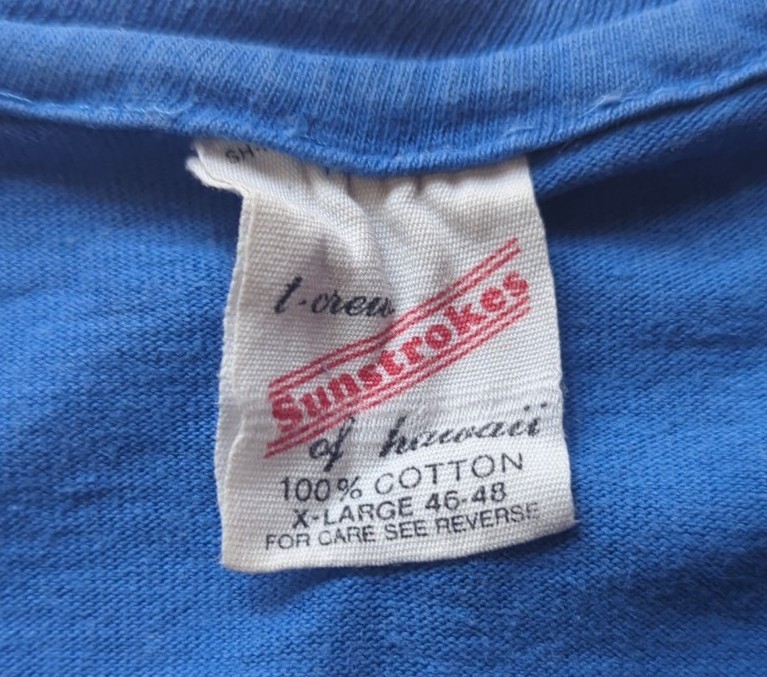 t-crew
Sunstrokes
of hawaii
100% COTTON
X-LARGE 46-48
FOR CARE SEE REVERSE